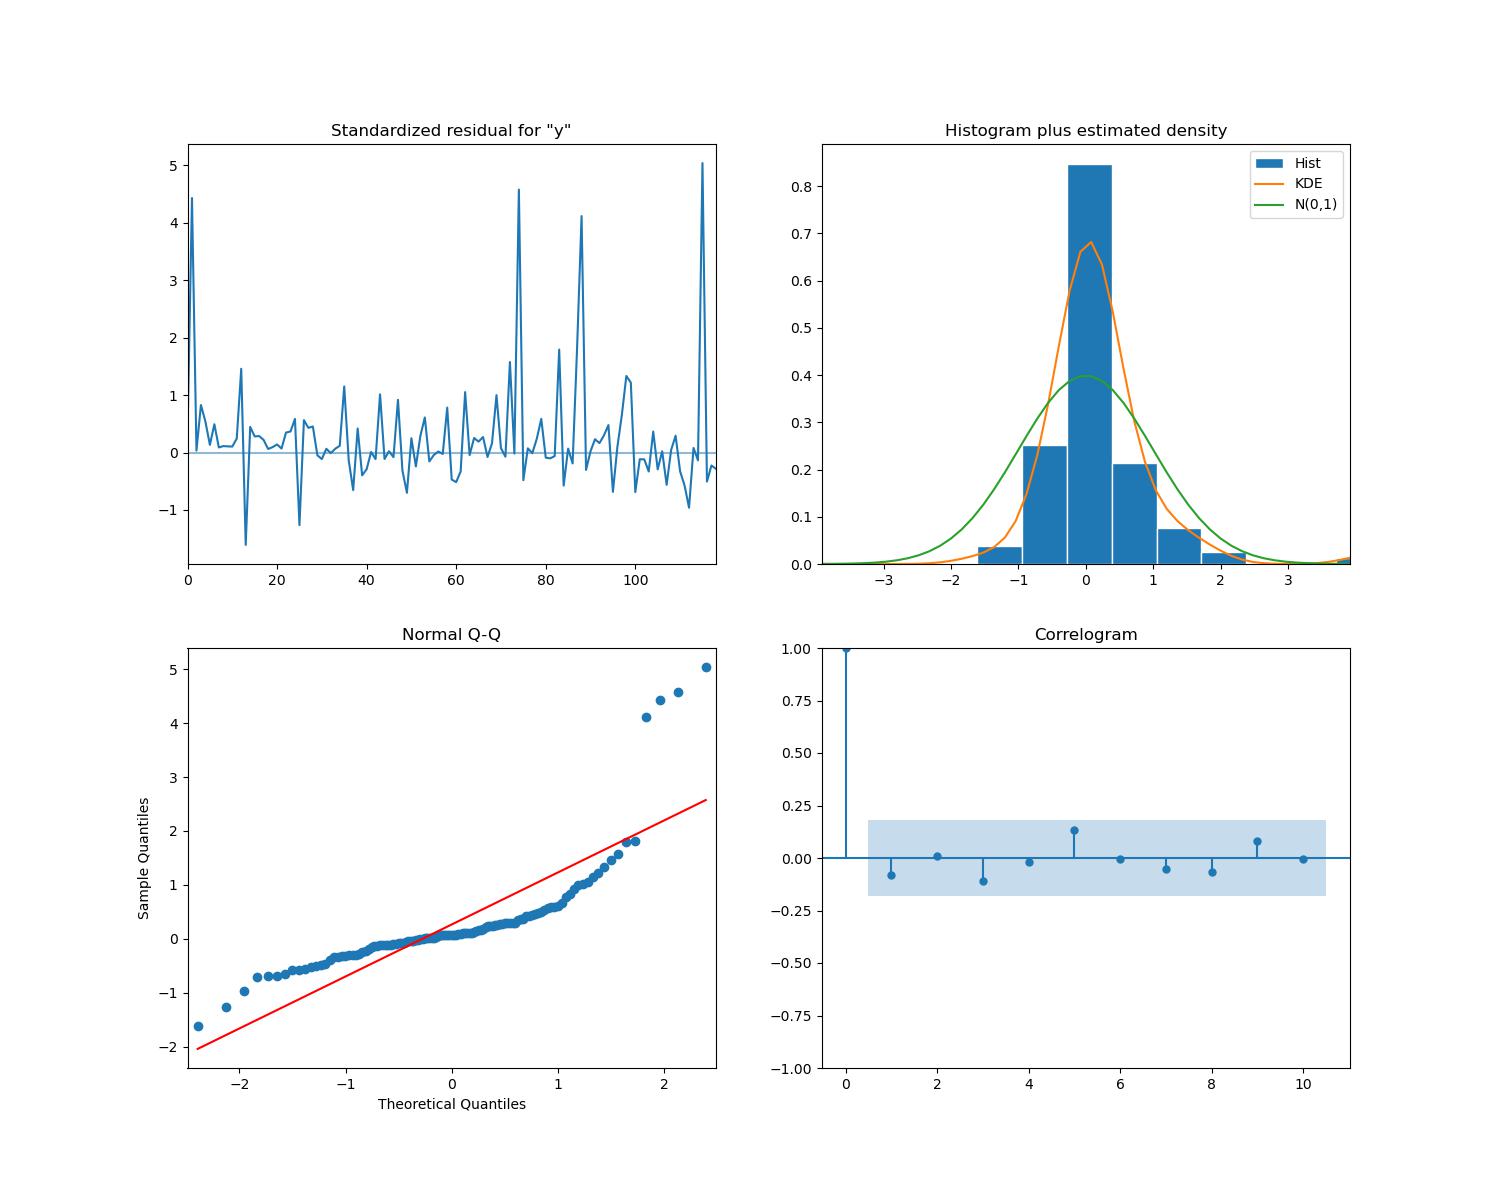 Standardized residual for "y"
5
4
3
2
1
0
−1
0 20 40 60 80 100
Histogram plus estimated density
Hist
KDE
N(0,1)
0.8
0.7
0.6
0.5
0.4
0.3
0.2
0.1
0.0
−3 −2 −1 0 1 2 3
Normal Q-Q
Sample Quantiles
5
4
3
2
1
0
−1
−2
−2 −1 0 1 2
Theoretical Quantiles
Correlogram
1.00
0.75
0.50
0.25
0.00
−0.25
−0.50
−0.75
−1.00
0 2 4 6 8 10